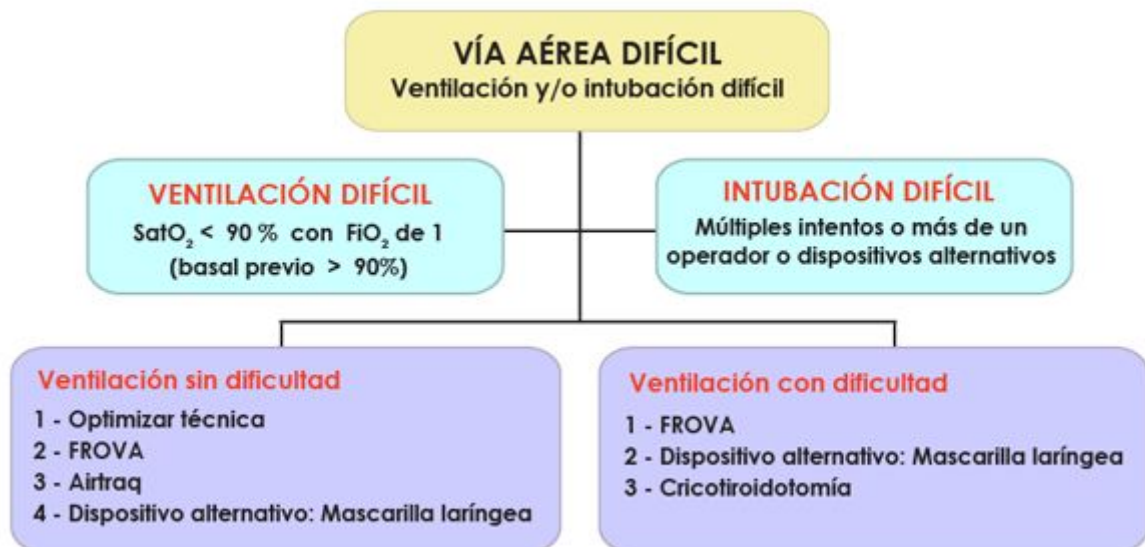 VÍA AÉREA DIFÍCIL
Ventilación y/o intubación difícil
VENTILACIÓN DIFÍCIL
SatO₂ < 90 % con FiO₂ de 1
(basal previo > 90%)
INTUBACIÓN DIFÍCIL
Múltiples intentos o más de un
operador o dispositivos alternativos
Ventilación sin dificultad
1 - Optimizar técnica
2 - FROVA
3 - Airtraq
4 - Dispositivo alternativo: Mascarilla laríngea
Ventilación con dificultad
1 - FROVA
2 - Dispositivo alternativo: Mascarilla laríngea
3 - Cricotiroidotomía